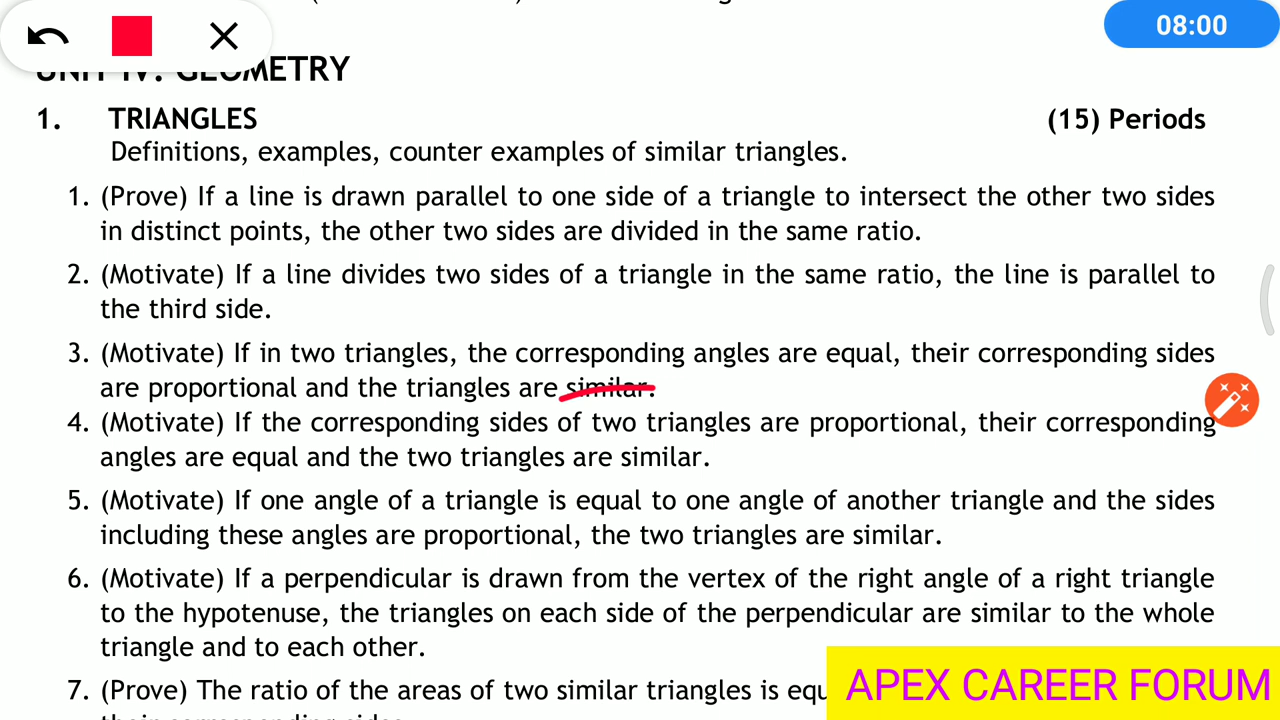 08:00
UNIT IV: GEOMETRY
1. TRIANGLES (15) Periods
Definitions, examples, counter examples of similar triangles.
1. (Prove) If a line is drawn parallel to one side of a triangle to intersect the other two sides
in distinct points, the other two sides are divided in the same ratio.
2. (Motivate) If a line divides two sides of a triangle in the same ratio, the line is parallel to
the third side.
3. (Motivate) If in two triangles, the corresponding angles are equal, their corresponding sides
are proportional and the triangles are similar.
4. (Motivate) If the corresponding sides of two triangles are proportional, their corresponding
angles are equal and the two triangles are similar.
5. (Motivate) If one angle of a triangle is equal to one angle of another triangle and the sides
including these angles are proportional, the two triangles are similar.
6. (Motivate) If a perpendicular is drawn from the vertex of the right angle of a right triangle
to the hypotenuse, the triangles on each side of the perpendicular are similar to the whole
triangle and to each other.
7. (Prove) The ratio of the areas of two similar triangles is equ
their corresponding sides
APEX CAREER FORUM